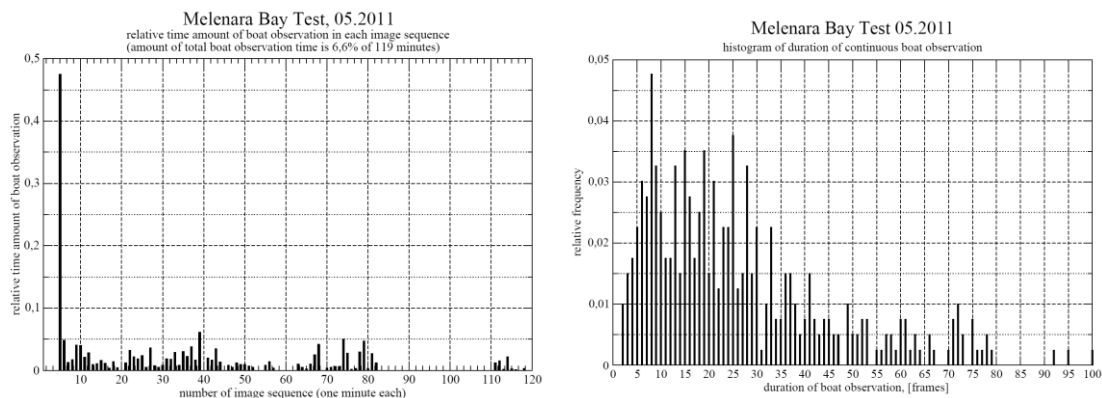 Melenara Bay Test, 05.2011
relative time amount of boat observation in each image sequence
(amount of total boat observation time is 6,6% of 119 minutes)
relative time amount of boat observation
0,5
0,4
0,3
0,2
0,1
0
10 20 30 40 50 60 70 80 90 100 110 120
number of image sequence (one minute each)
Melenara Bay Test 05.2011
histogram of duration of continuous boat observation
relative frequency
0,05
0,04
0,03
0,02
0,01
0
0 5 10 15 20 25 30 35 40 45 50 55 60 65 70 75 80 85 90 95 100
duration of boat observation, [frames]